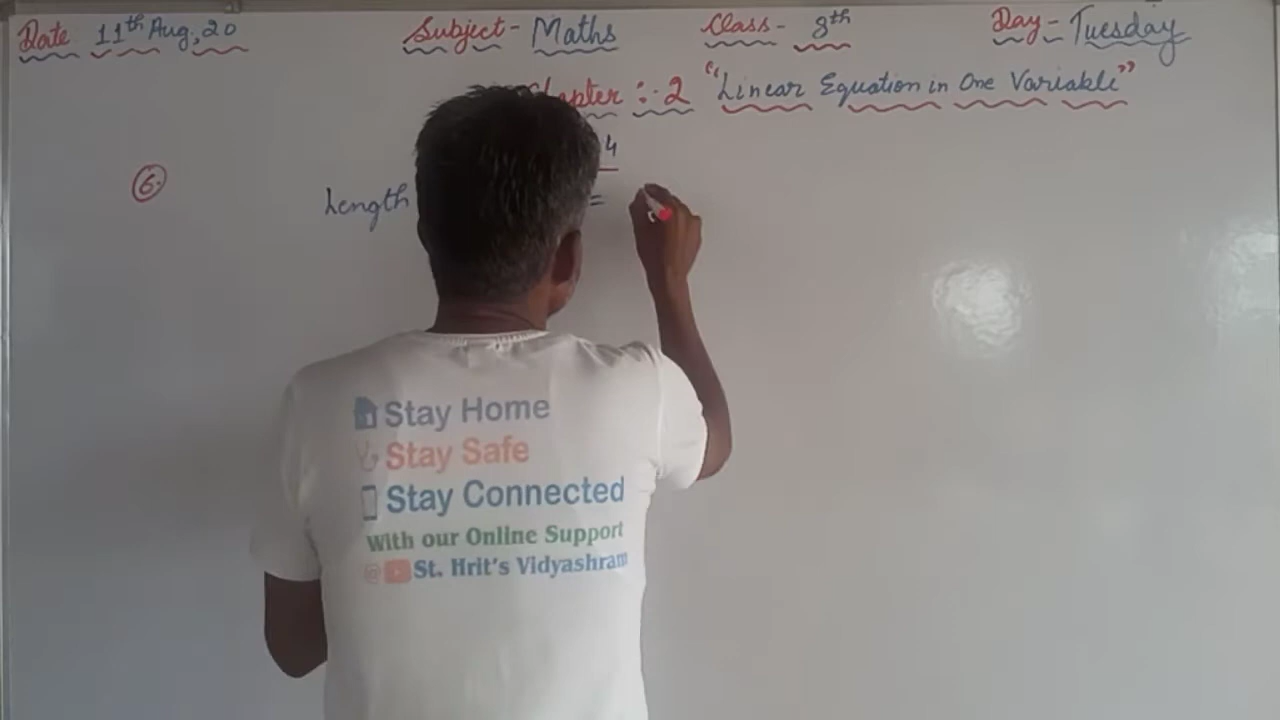 Date 11th Aug, 20 Subject - Maths Class - 8th Day - Tuesday
Chapter :- 2 "Linear Equation in One Variable"
4
6. Length =
Stay Home
Stay Safe
Stay Connected
With our Online Support
@ St. Hrit's Vidyashram